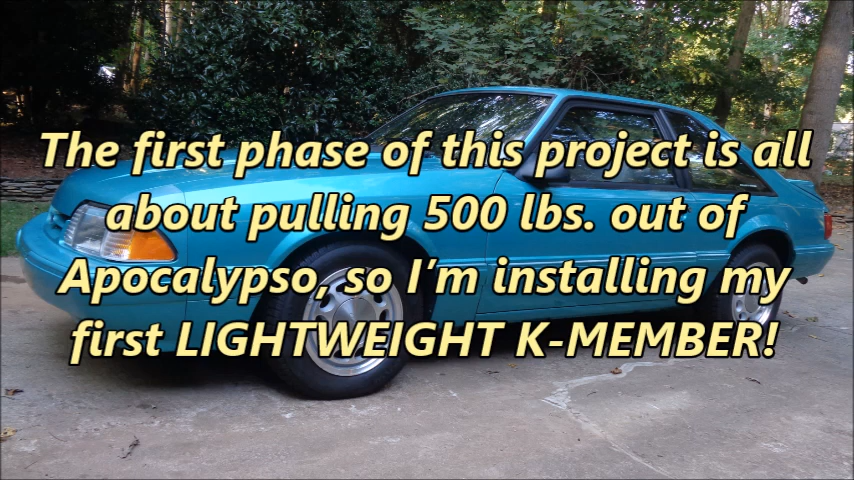 The first phase of this project is all
about pulling 500 lbs. out of
Apocalypso, so I’m installing my
first LIGHTWEIGHT K-MEMBER!